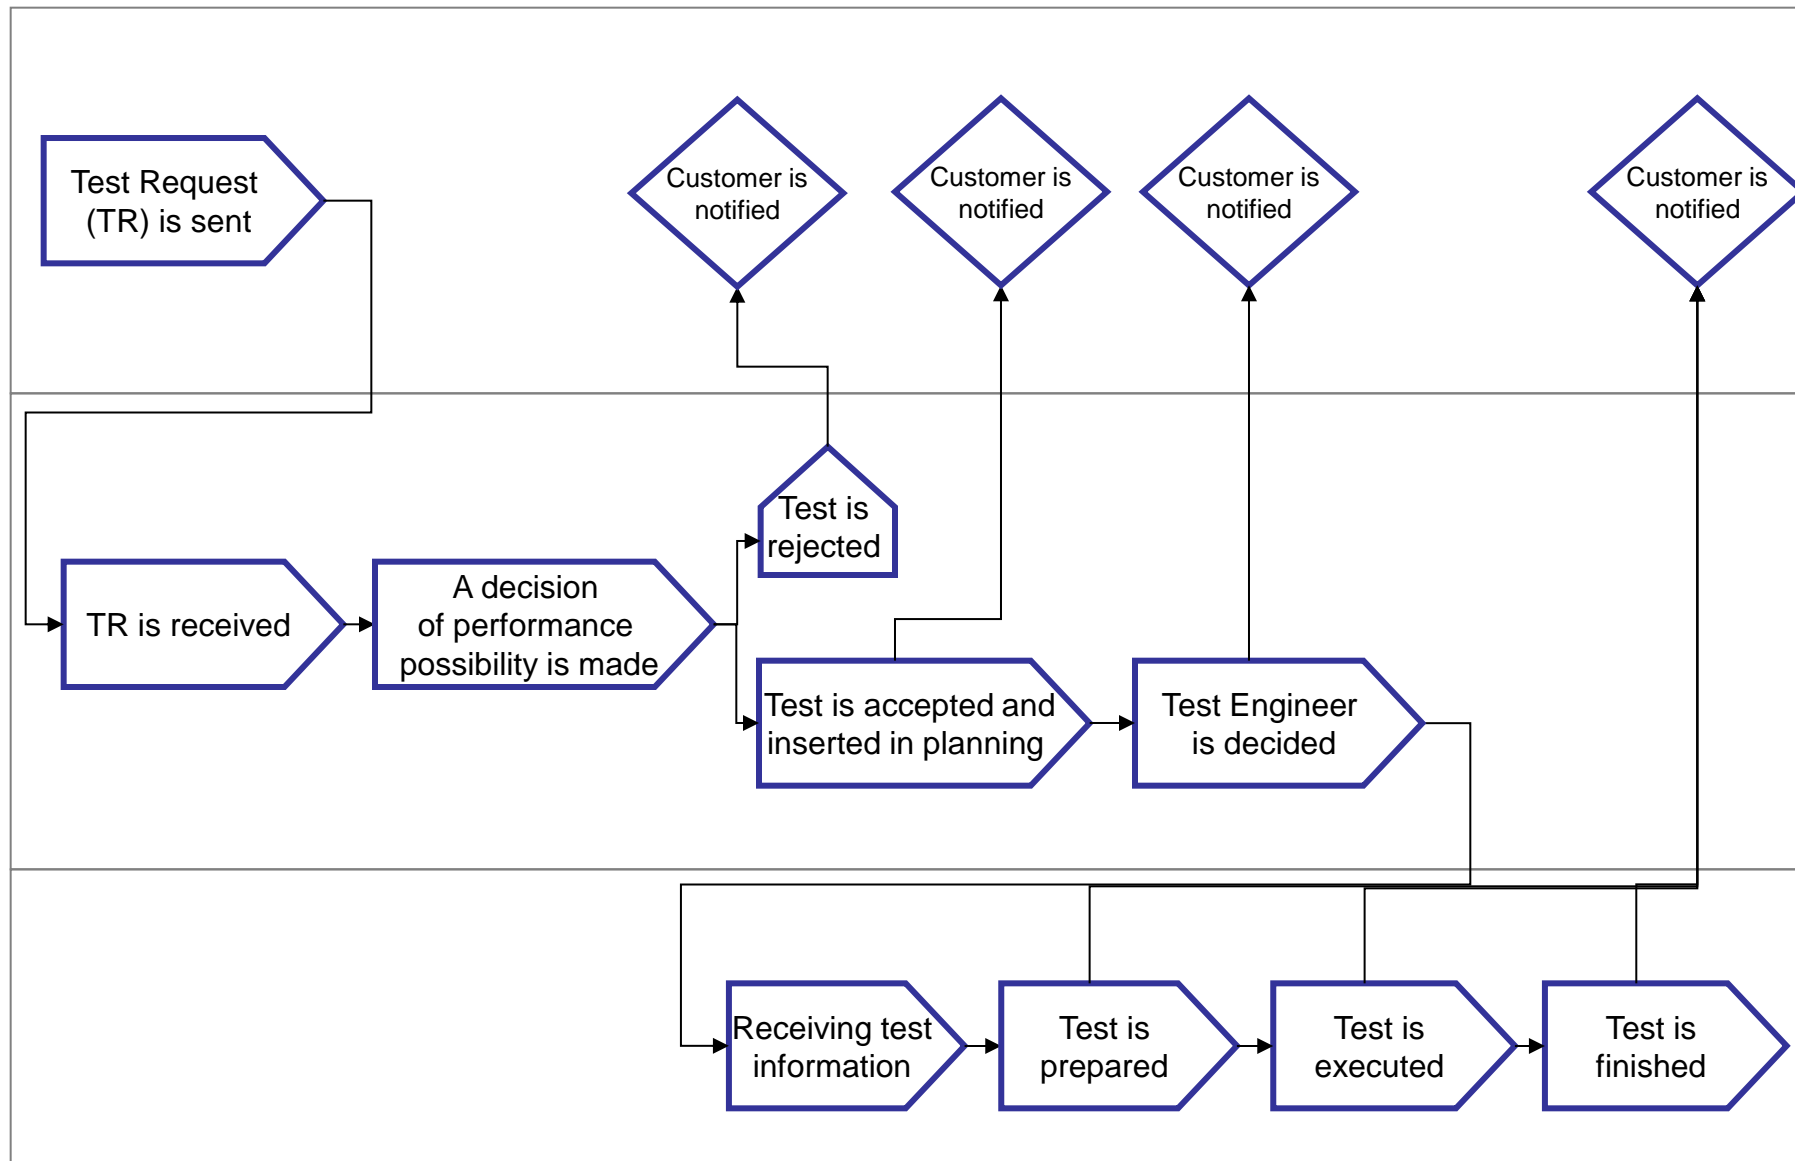 Test Request
(TR) is sent
Customer is
notified
Customer is
notified
Customer is
notified
Customer is
notified
Test is
rejected
TR is received
A decision
of performance
possibility is made
Test is accepted and
inserted in planning
Test Engineer
is decided
Receiving test
information
Test is
prepared
Test is
executed
Test is
finished